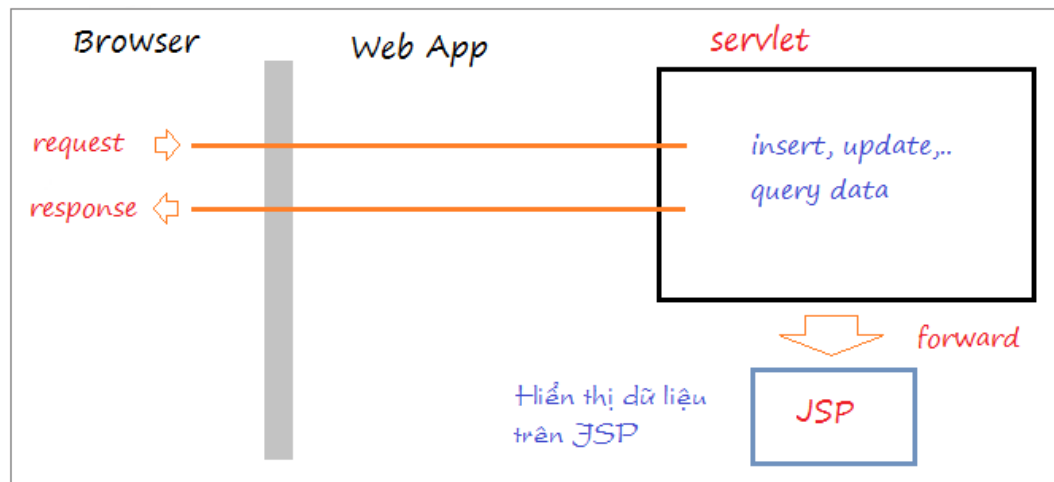 Browser
Web App
servlet
request
response
insert, update,..
query data
forward
Hiển thị dữ liệu
trên JSP
JSP